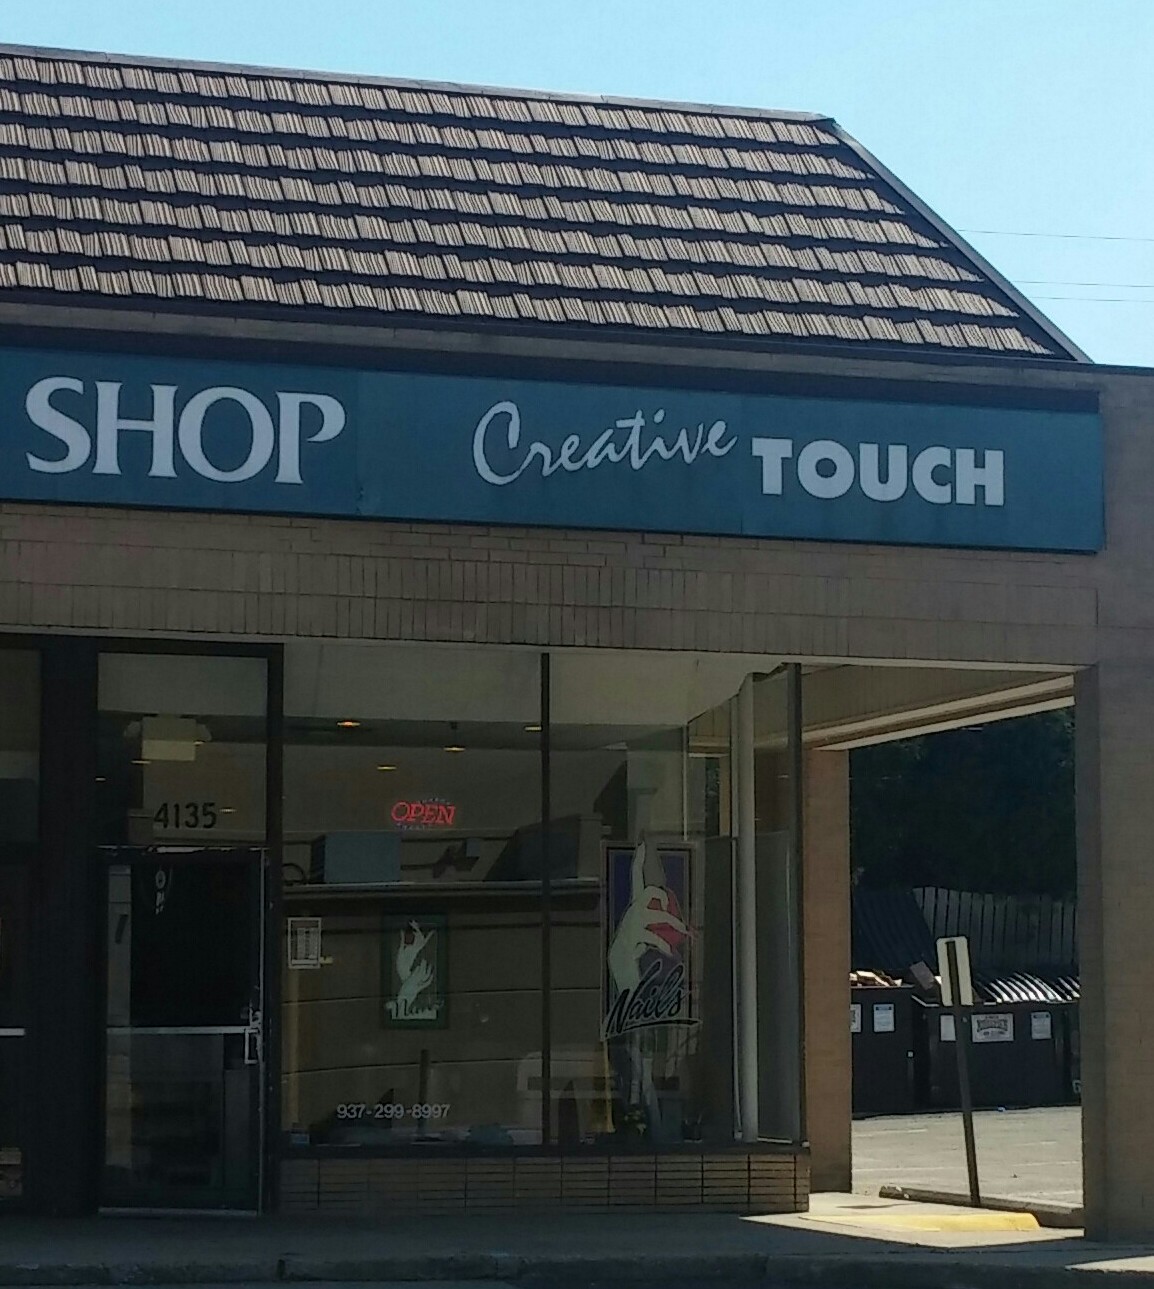 SHOP
Creative TOUCH
4135
OPEN
Nails
937-299-8997